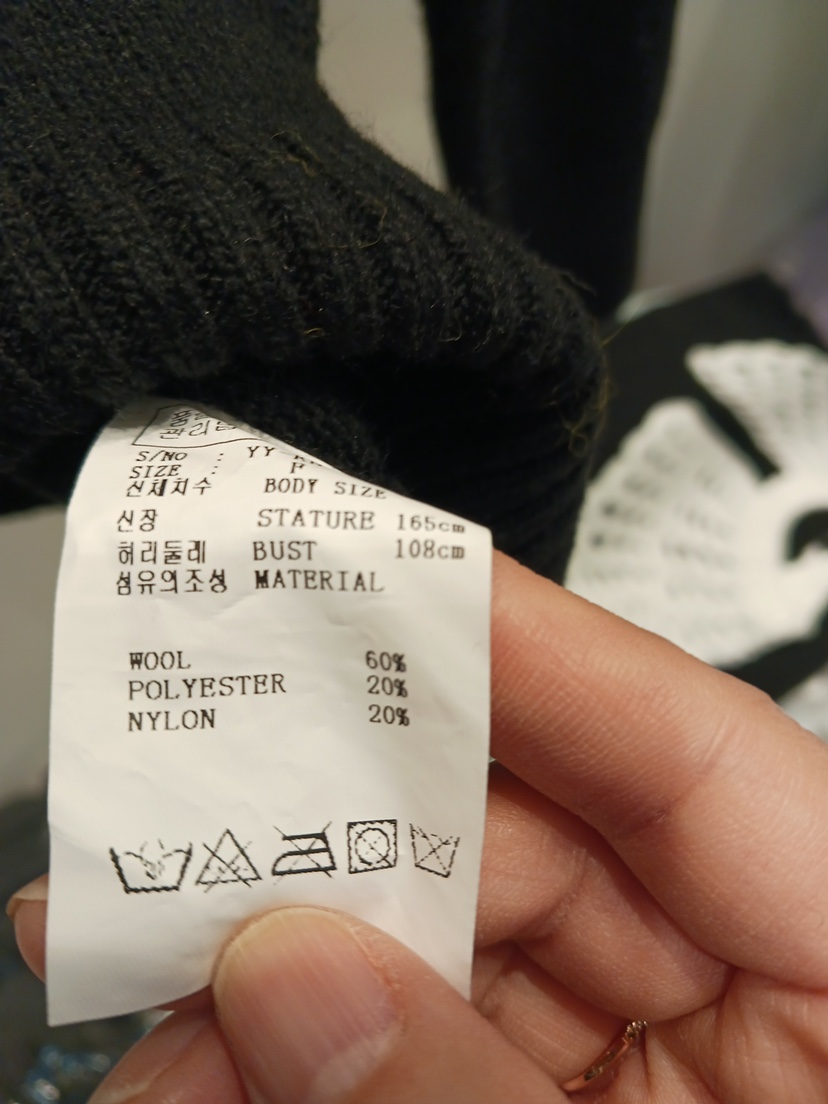 S/NO : YY
SIZE : F
신체치수 BODY SIZE
신장 STATURE 165cm
허리둘레 BUST 108cm
섬유의조성 MATERIAL
WOOL 60%
POLYESTER 20%
NYLON 20%